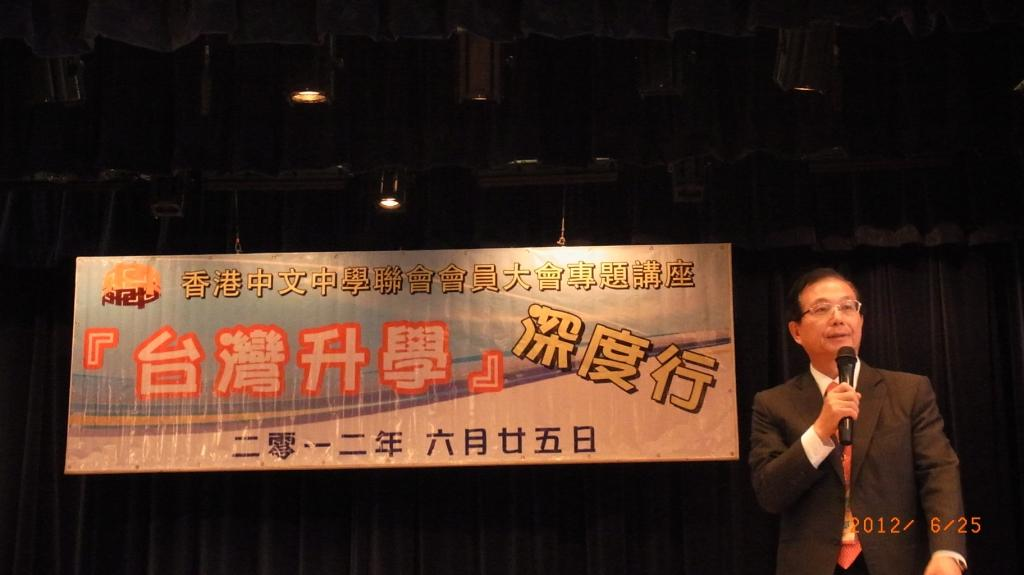 香港中文中學聯會會員大會專題講座
『台灣升學』深度行
二零一二年 六月廿五日
2012/ 6/25